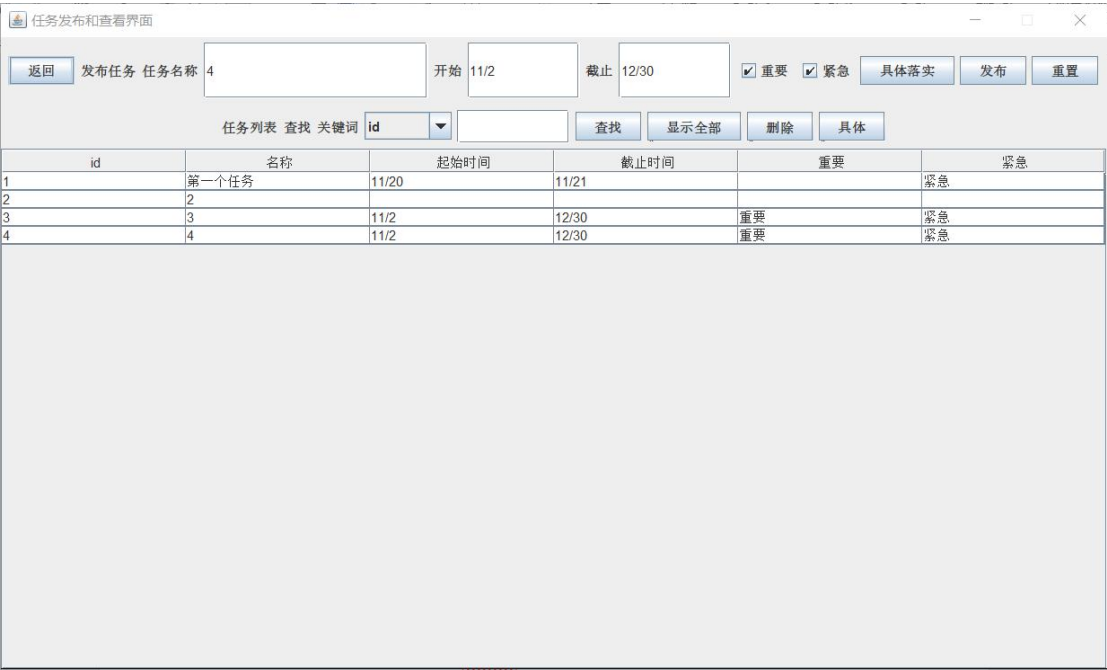 任务发布和查看界面
返回 发布任务 任务名称 4 开始 11/2 截止 12/30 重要 紧急 具体落实 发布 重置
任务列表 查找 关键词 id 查找 显示全部 删除 具体
id 名称 起始时间 截止时间 重要 紧急
1 第一个任务 11/20 11/21 紧急
2 2
3 3 11/2 12/30 重要 紧急
4 4 11/2 12/30 重要 紧急